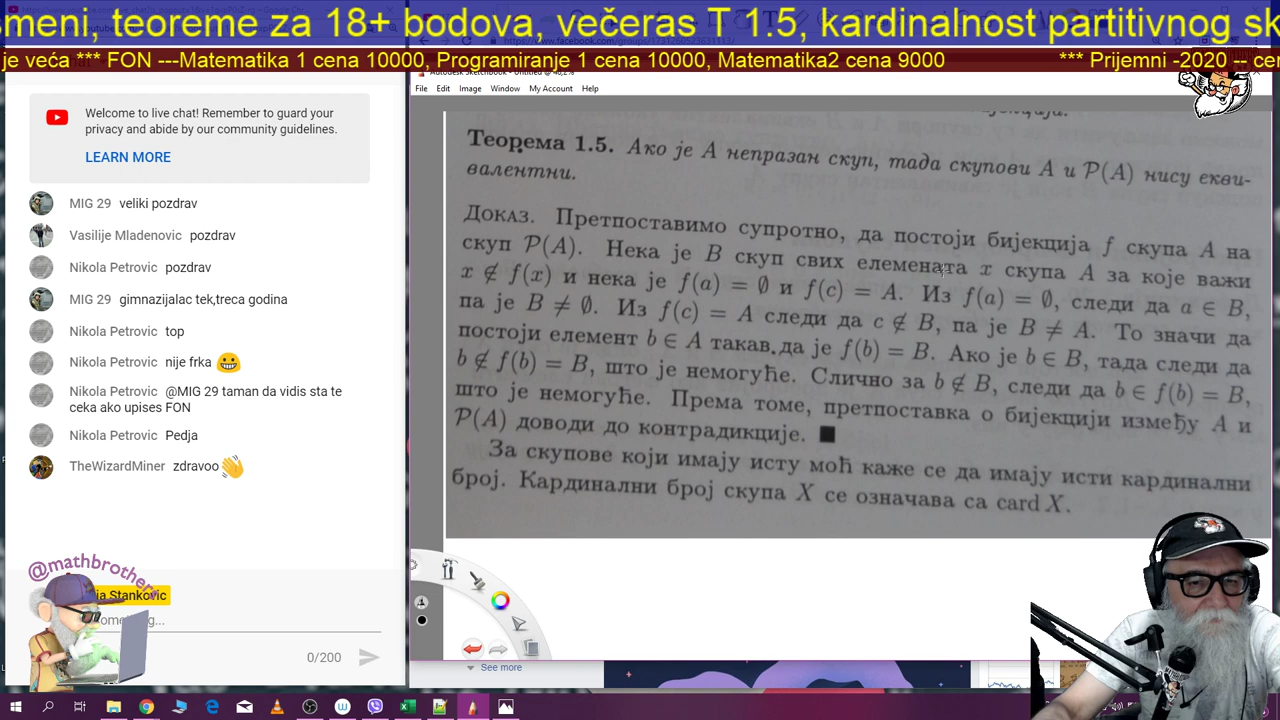 smeni, teoreme za 18+ bodova, večeras T 1.5, kardinalnost partitivnog sk
je veća *** FON ---Matematika 1 cena 10000, Programiranje 1 cena 10000, Matematika2 cena 9000 *** Prijemni -2020 -- cen
Welcome to live chat! Remember to guard your
privacy and abide by our community guidelines.
LEARN MORE
MIG 29 veliki pozdrav
Vasilije Mladenovic pozdrav
Nikola Petrovic pozdrav
MIG 29 gimnazijalac tek,treca godina
Nikola Petrovic top
Nikola Petrovic nije frka 😀
Nikola Petrovic @MIG 29 taman da vidis sta te
ceka ako upises FON
Nikola Petrovic Pedja
TheWizardMiner zdravoo 👋
@mathbrothers
Stankovic
0/200
File Edit Image Window My Account Help
Теорема 1.5. Ако је A непразан скуп, тада скупови A и P(A) нису екви-
валентни.
Доказ. Претпоставимо супротно, да постоји бијекција f скупа A на
скуп P(A). Нека је B скуп свих елемената x скупа A за које важи
x ∉ f(x) и нека је f(a) = ∅ и f(c) = A. Из f(a) = ∅, следи да a ∈ B,
па је B ≠ ∅. Из f(c) = A следи да c ∉ B, па је B ≠ A. То значи да
постоји елемент b ∈ A такав да је f(b) = B. Ако је b ∈ B, тада следи да
b ∉ f(b) = B, што је немогуће. Слично за b ∉ B, следи да b ∈ f(b) = B,
што је немогуће. Према томе, претпоставка о бијекцији између A и
P(A) доводи до контрадикције. ■
За скупове који имају исту моћ каже се да имају исти кардинални
број. Кардинални број скупа X се означава са card X.
See more